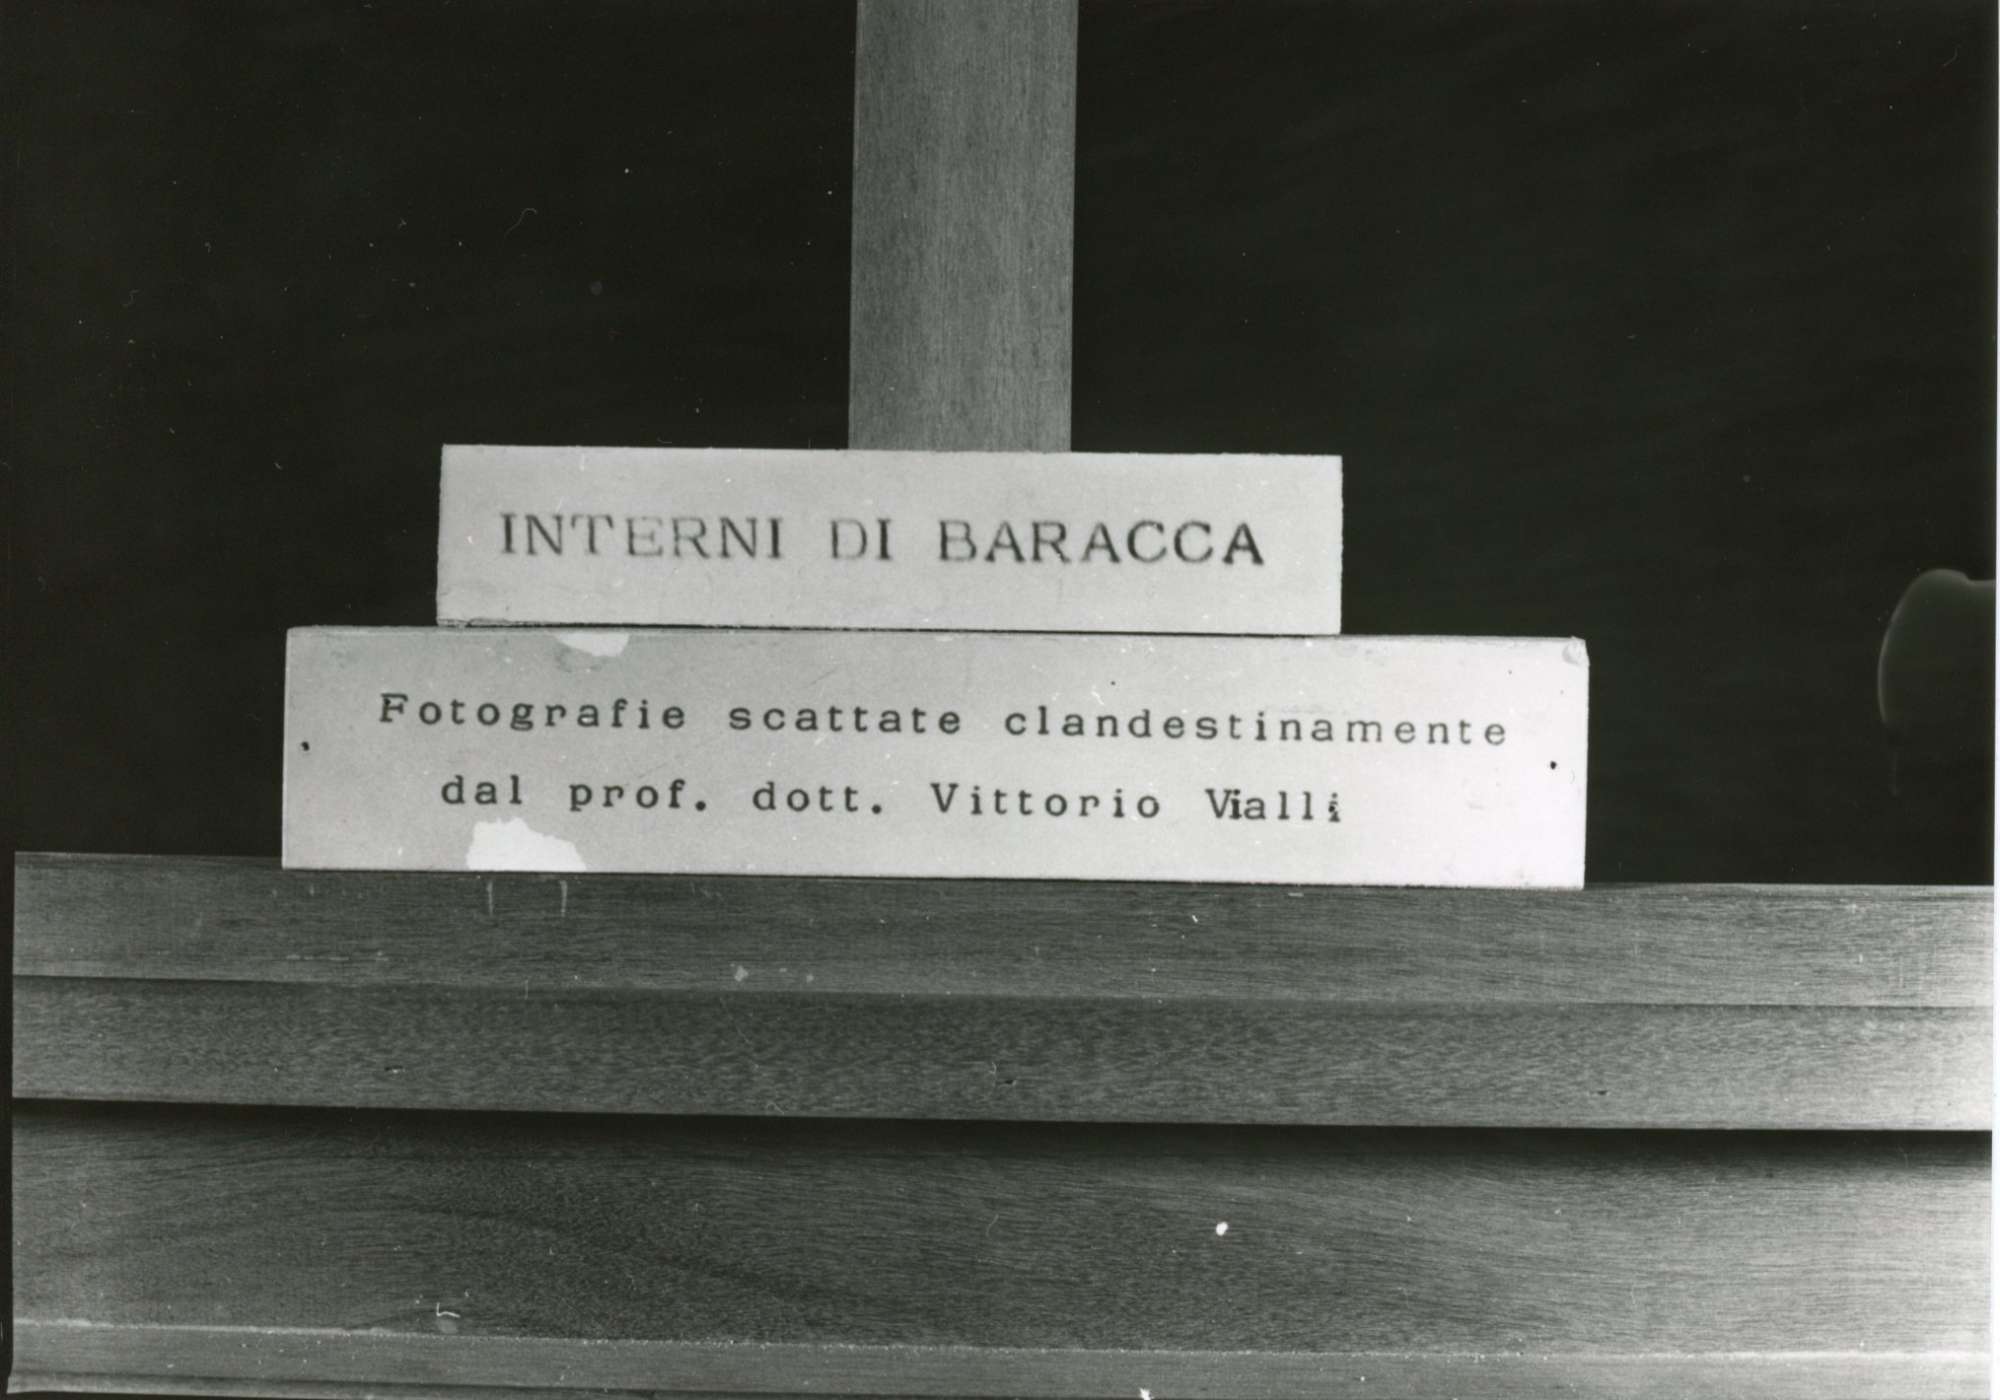 INTERNI DI BARACCA
Fotografie scattate clandestinamente
dal prof. dott. Vittorio Vialli